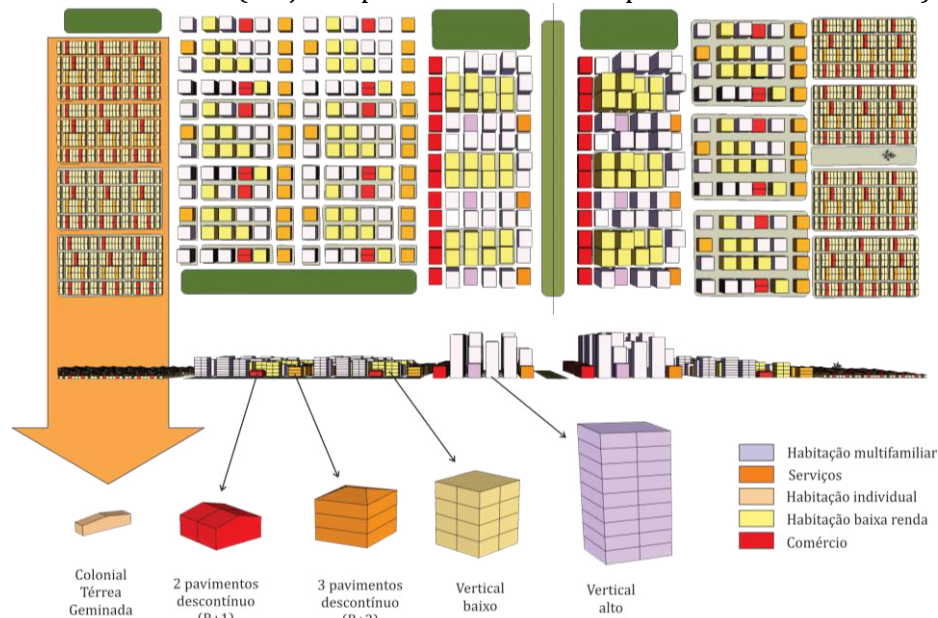 Habitação multifamiliar
Serviços
Habitação individual
Habitação baixa renda
Comércio
Colonial
Térrea
Geminada
2 pavimentos
descontínuo
3 pavimentos
descontínuo
Vertical
baixo
Vertical
alto